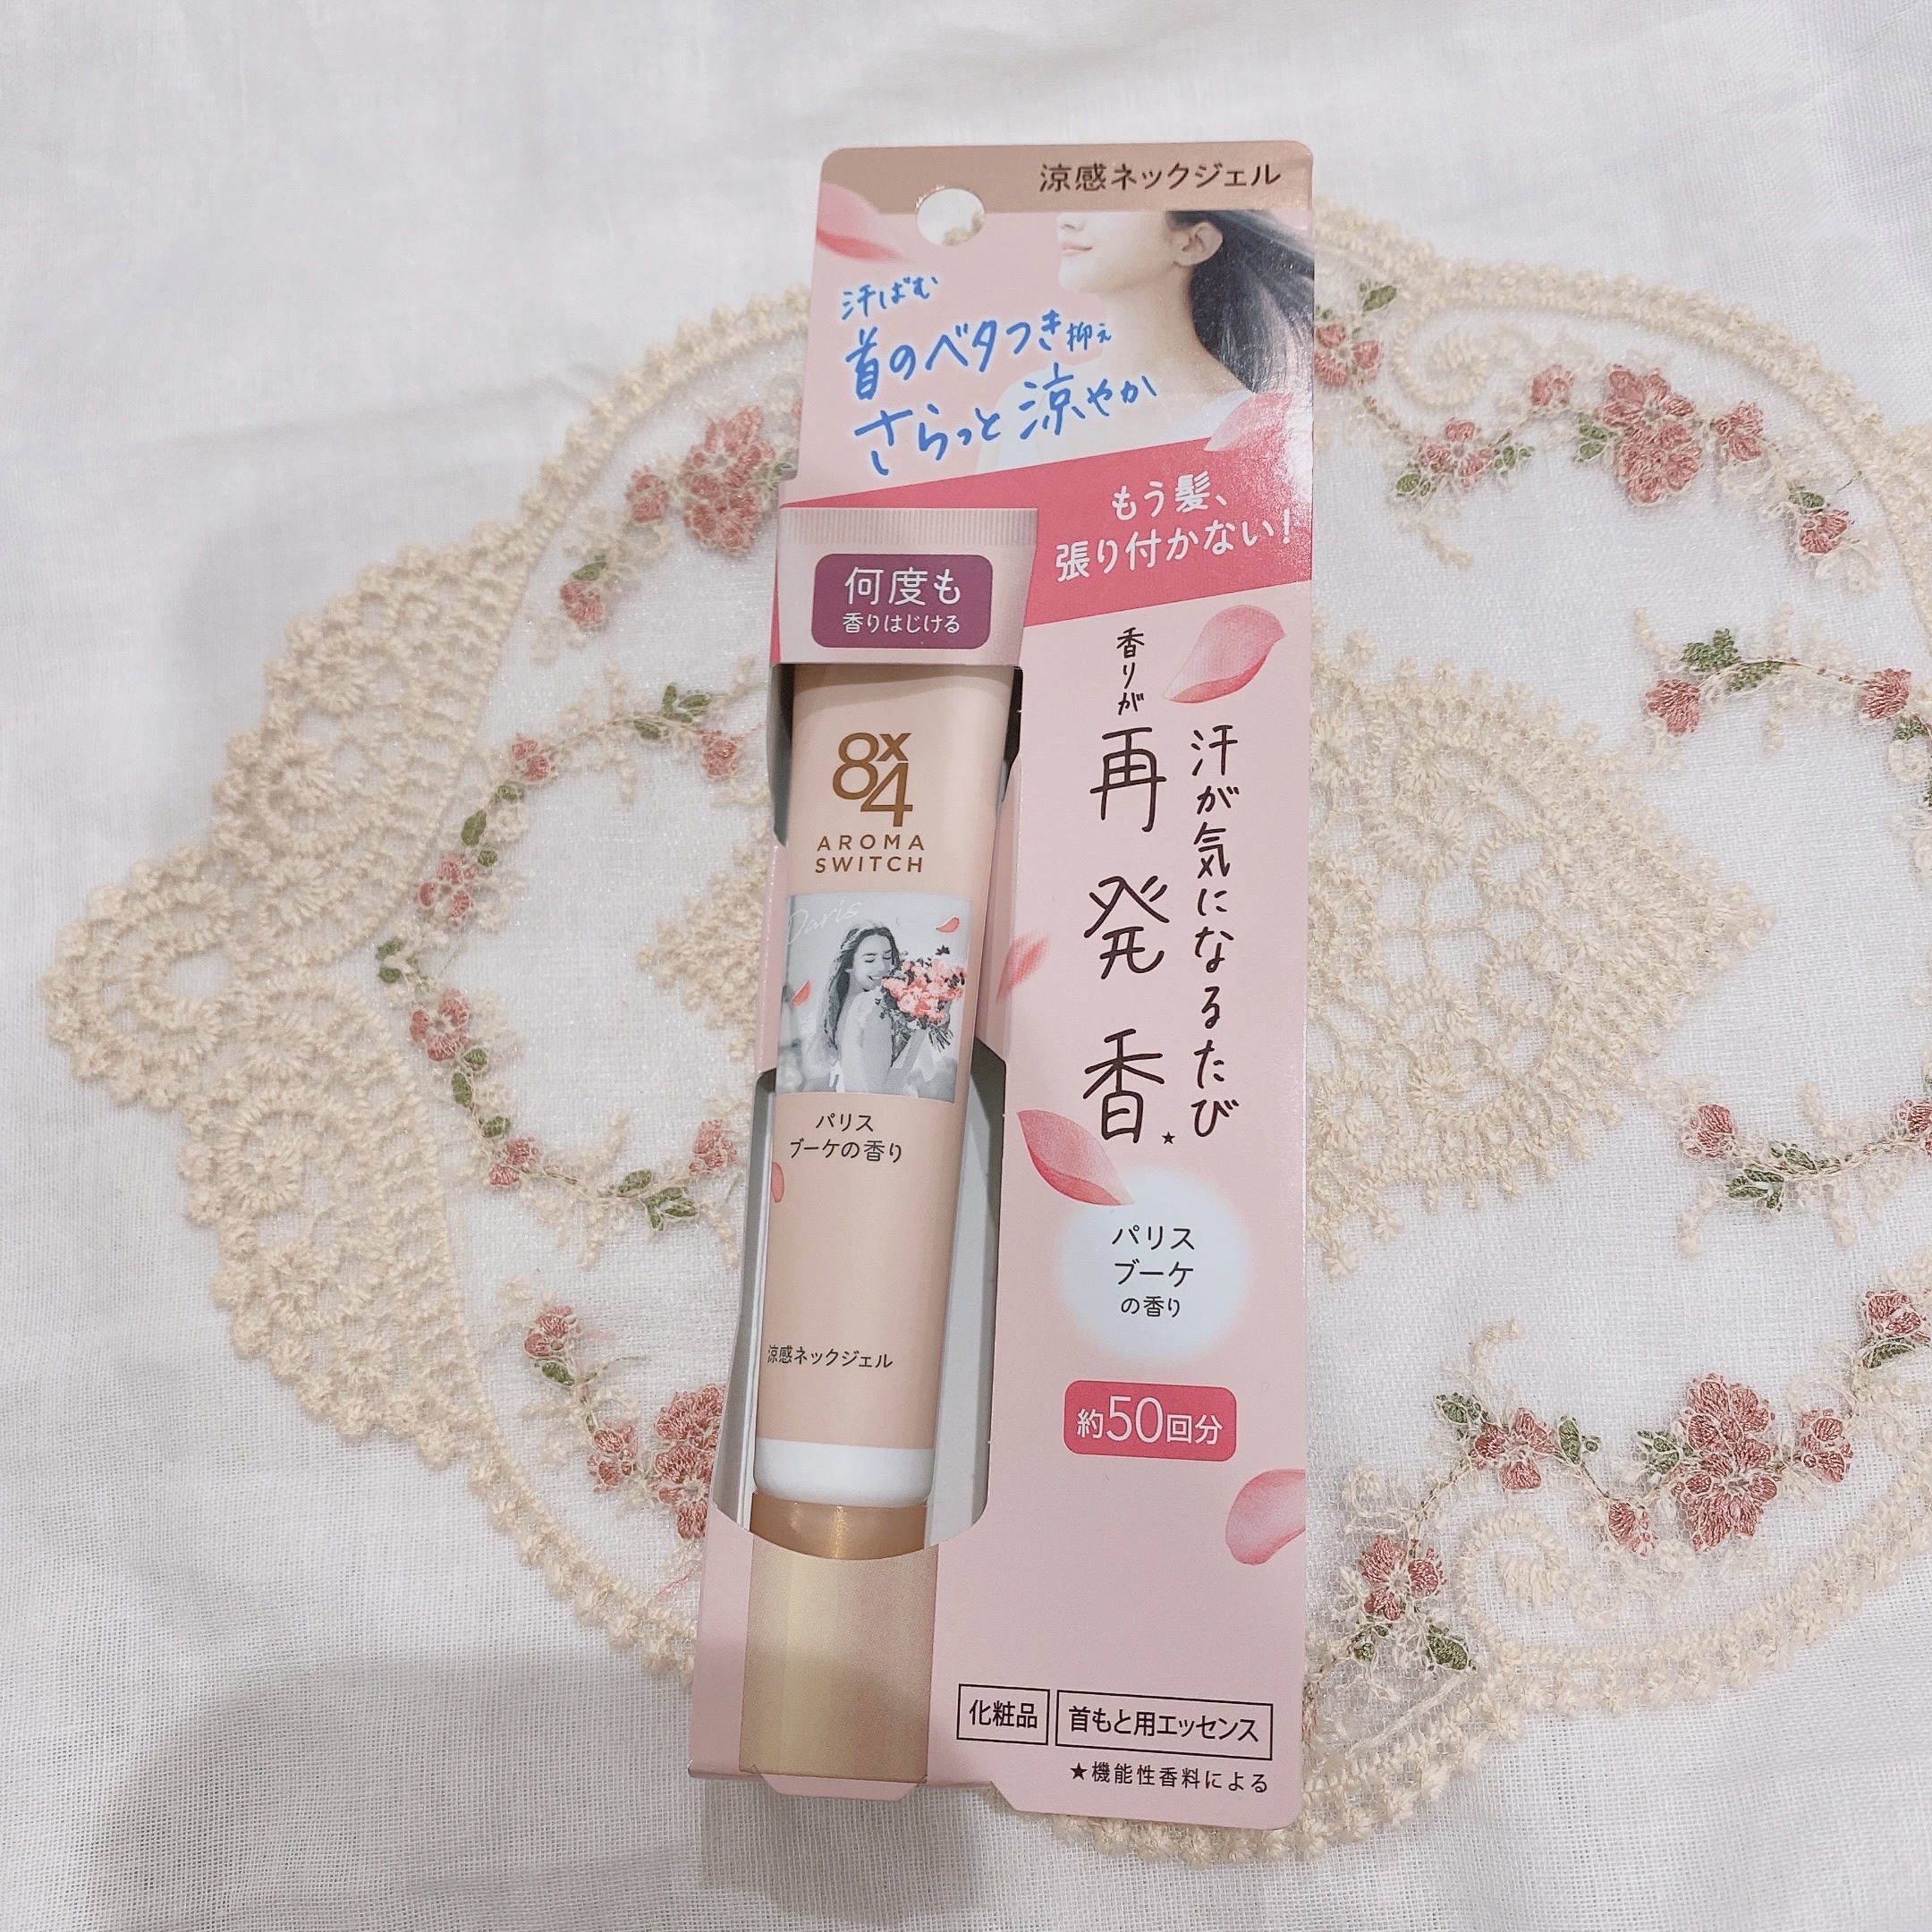 涼感ネックジェル
汗ばむ
首のベタつき抑え
さらっと涼やか
もう髪、
張り付かない!
何度も
香りはじける
汗が気になるたび
香りが再発香★
8x4
AROMA
SWITCH
Paris
パリス
ブーケの香り
涼感ネックジェル
パリス
ブーケ
の香り
約50回分
化粧品 首もと用エッセンス
★機能性香料による